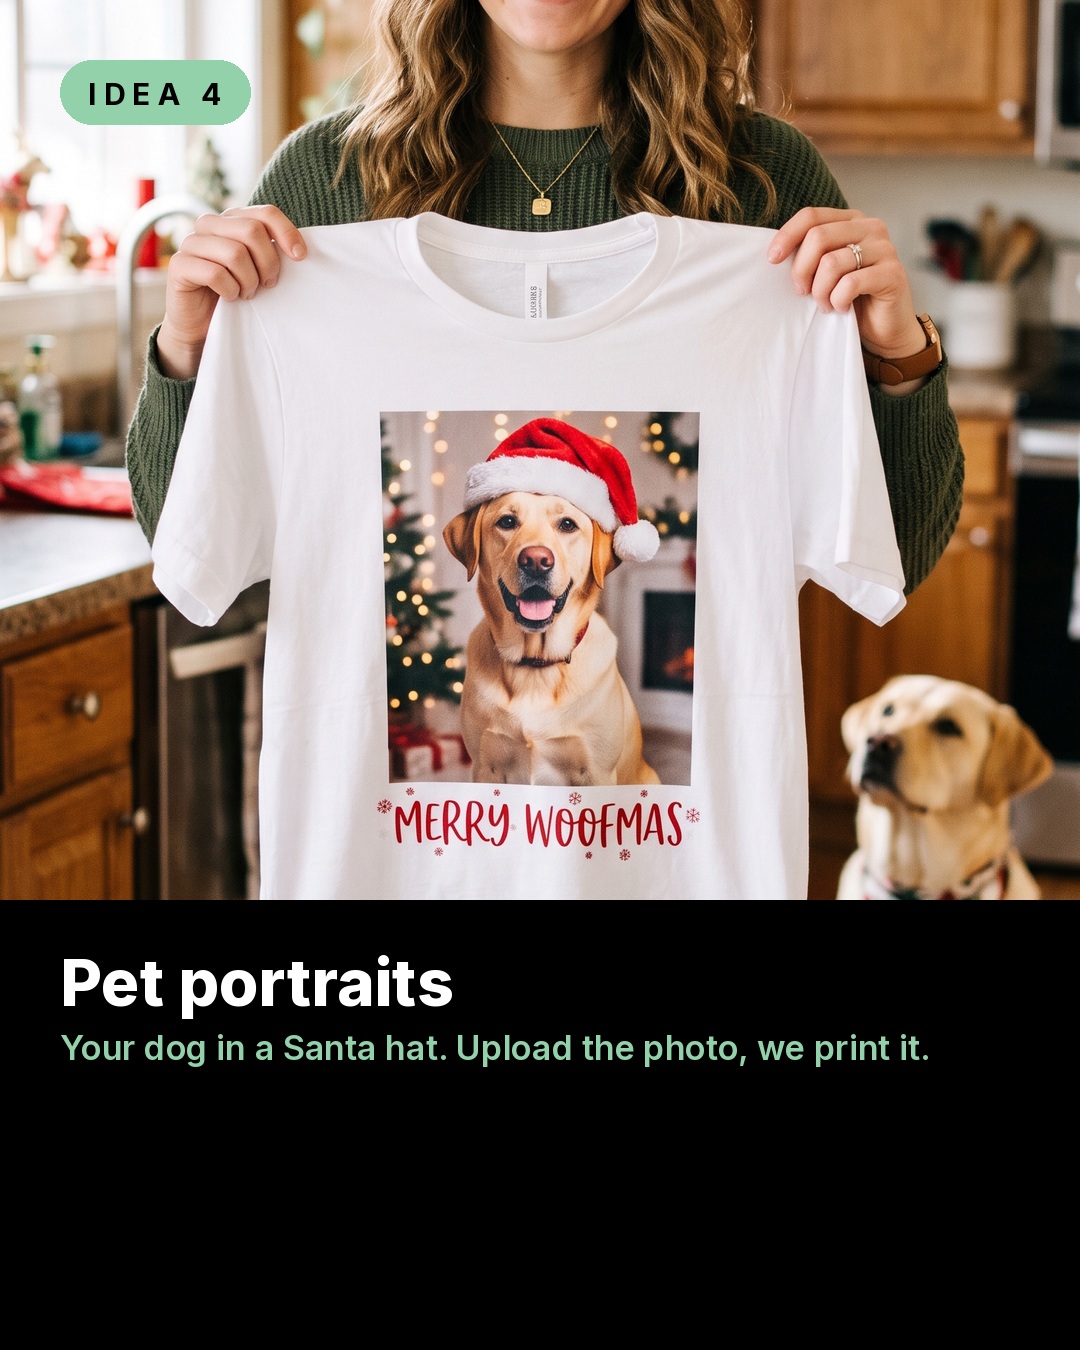 IDEA 4
MERRY WOOFMAS
Pet portraits
Your dog in a Santa hat. Upload the photo, we print it.